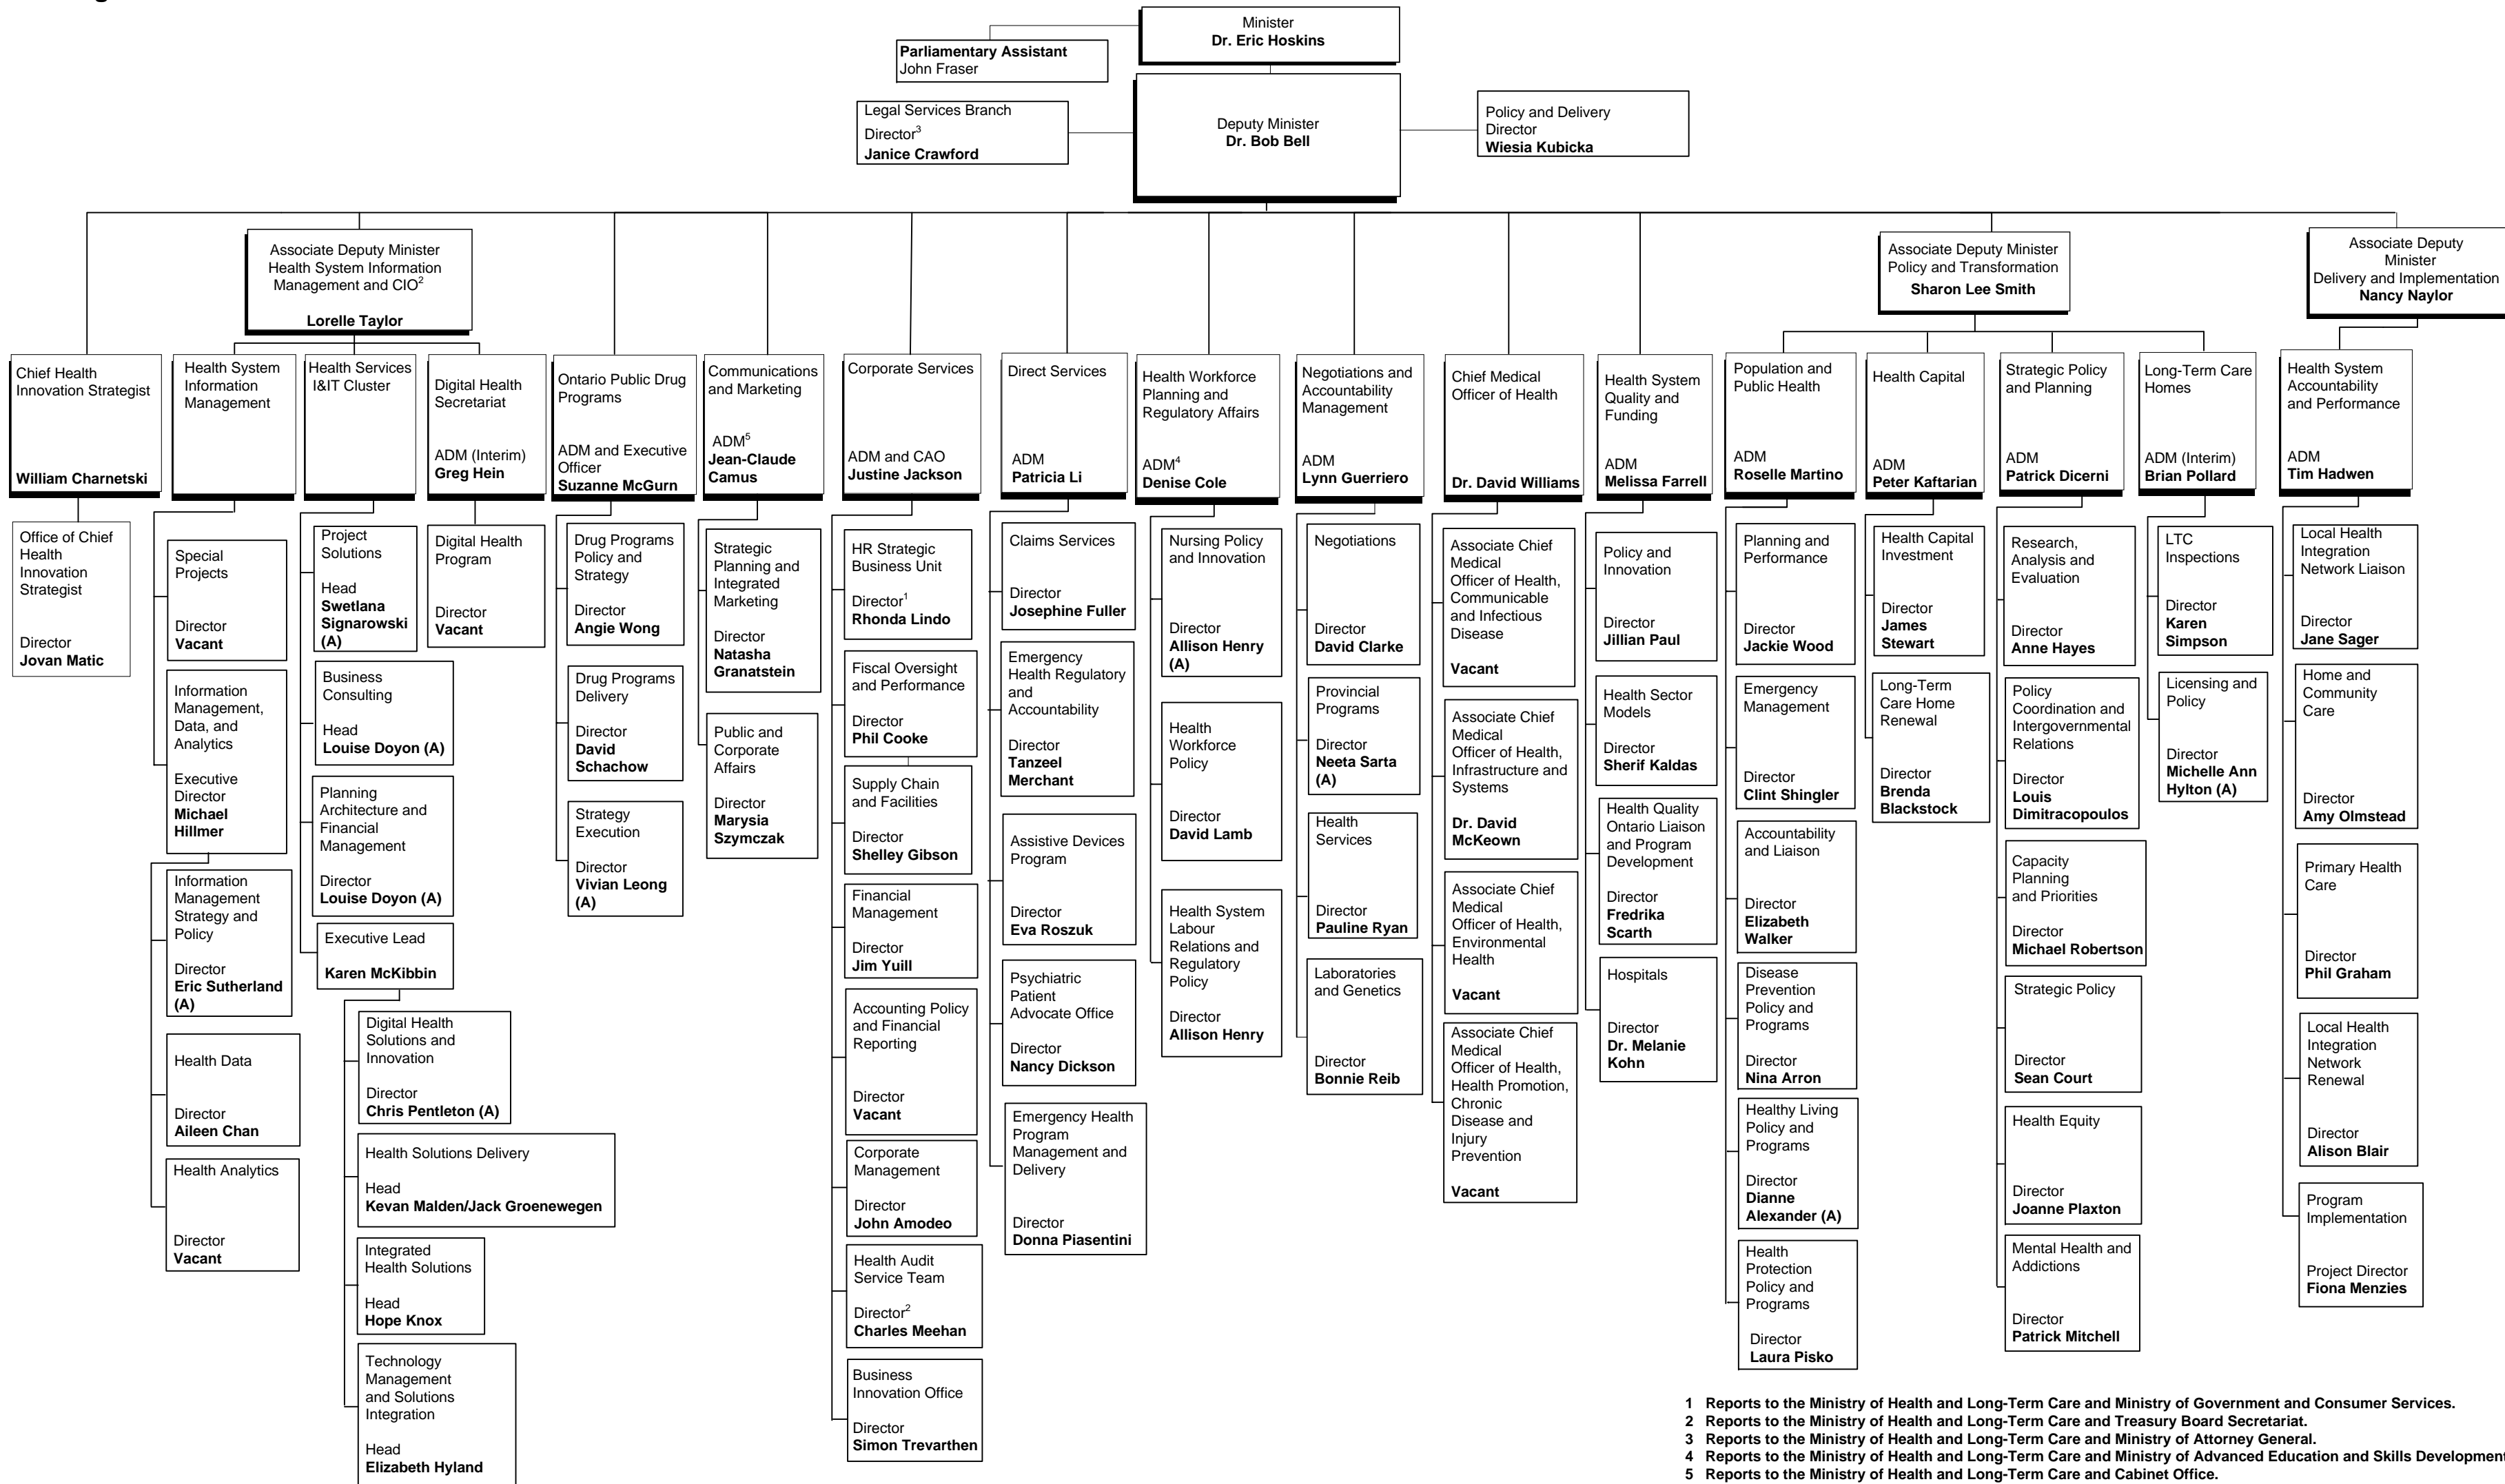 Minister
Dr. Eric Hoskins
Parliamentary Assistant
John Fraser
Legal Services Branch
Director3
Janice Crawford
Deputy Minister
Dr. Bob Bell
Policy and Delivery
Director
Wiesia Kubicka
Associate Deputy Minister
Health System Information
Management and CIO2
Lorelle Taylor
Associate Deputy Minister
Policy and Transformation
Sharon Lee Smith
Associate Deputy
Minister
Delivery and Implementation
Nancy Naylor
Chief Health
Innovation Strategist
William Charnetski
Office of Chief
Health
Innovation
Strategist
Director
Jovan Matic
Health System
Information
Management
Special
Projects
Director
Vacant
Information
Management,
Data, and
Analytics
Executive
Director
Michael
Hillmer
Information
Management
Strategy and
Policy
Director
Eric Sutherland
(A)
Health Data
Director
Aileen Chan
Health Analytics
Director
Vacant
Health Services
I&IT Cluster
Project
Solutions
Head
Swetlana
Signarowski
(A)
Business
Consulting
Head
Louise Doyon (A)
Planning
Architecture and
Financial
Management
Director
Louise Doyon (A)
Executive Lead
Karen McKibbin
Digital Health
Solutions and
Innovation
Director
Chris Pentleton (A)
Health Solutions Delivery
Head
Kevan Malden/Jack Groenewegen
Integrated
Health Solutions
Head
Hope Knox
Technology
Management
and Solutions
Integration
Head
Elizabeth Hyland
Digital Health
Secretariat
ADM (Interim)
Greg Hein
Digital Health
Program
Director
Vacant
Ontario Public Drug
Programs
ADM and Executive
Officer
Suzanne McGurn
Drug Programs
Policy and
Strategy
Director
Angie Wong
Drug Programs
Delivery
Director
David
Schachow
Strategy
Execution
Director
Vivian Leong
(A)
Communications
and Marketing
ADM5
Jean-Claude
Camus
Strategic
Planning and
Integrated
Marketing
Director
Natasha
Granatstein
Public and
Corporate
Affairs
Director
Marysia
Szymczak
Corporate Services
ADM and CAO
Justine Jackson
HR Strategic
Business Unit
Director1
Rhonda Lindo
Fiscal Oversight
and Performance
Director
Phil Cooke
Supply Chain
and Facilities
Director
Shelley Gibson
Financial
Management
Director
Jim Yuill
Accounting Policy
and Financial
Reporting
Director
Vacant
Corporate
Management
Director
John Amodeo
Health Audit
Service Team
Director2
Charles Meehan
Business
Innovation Office
Director
Simon Trevarthen
Direct Services
ADM
Patricia Li
Claims Services
Director
Josephine Fuller
Emergency
Health Regulatory
and
Accountability
Director
Tanzeel
Merchant
Assistive Devices
Program
Director
Eva Roszuk
Psychiatric
Patient
Advocate Office
Director
Nancy Dickson
Emergency Health
Program
Management and
Delivery
Director
Donna Piasentini
Health Workforce
Planning and
Regulatory Affairs
ADM4
Denise Cole
Nursing Policy
and Innovation
Director
Allison Henry
(A)
Health
Workforce
Policy
Director
David Lamb
Health System
Labour
Relations and
Regulatory
Policy
Director
Allison Henry
Negotiations and
Accountability
Management
ADM
Lynn Guerriero
Negotiations
Director
David Clarke
Provincial
Programs
Director
Neeta Sarta
(A)
Health
Services
Director
Pauline Ryan
Laboratories
and Genetics
Director
Bonnie Reib
Chief Medical
Officer of Health
Dr. David Williams
Associate Chief
Medical
Officer of Health,
Communicable
and Infectious
Disease
Vacant
Associate Chief
Medical
Officer of Health,
Infrastructure and
Systems
Dr. David
McKeown
Associate Chief
Medical
Officer of Health,
Environmental
Health
Vacant
Associate Chief
Medical
Officer of Health,
Health Promotion,
Chronic
Disease and
Injury
Prevention
Vacant
Health System
Quality and
Funding
ADM
Melissa Farrell
Policy and
Innovation
Director
Jillian Paul
Health Sector
Models
Director
Sherif Kaldas
Health Quality
Ontario Liaison
and Program
Development
Director
Fredrika
Scarth
Hospitals
Director
Dr. Melanie
Kohn
Population and
Public Health
ADM
Roselle Martino
Planning and
Performance
Director
Jackie Wood
Emergency
Management
Director
Clint Shingler
Accountability
and Liaison
Director
Elizabeth
Walker
Disease
Prevention
Policy and
Programs
Director
Nina Arron
Healthy Living
Policy and
Programs
Director
Dianne
Alexander (A)
Health
Protection
Policy and
Programs
Director
Laura Pisko
Health Capital
ADM
Peter Kaftarian
Health Capital
Investment
Director
James
Stewart
Long-Term
Care Home
Renewal
Director
Brenda
Blackstock
Strategic Policy
and Planning
ADM
Patrick Dicerni
Research,
Analysis and
Evaluation
Director
Anne Hayes
Policy
Coordination and
Intergovernmental
Relations
Director
Louis
Dimitracopoulos
Capacity
Planning
and Priorities
Director
Michael Robertson
Strategic Policy
Director
Sean Court
Health Equity
Director
Joanne Plaxton
Mental Health and
Addictions
Director
Patrick Mitchell
Long-Term Care
Homes
ADM (Interim)
Brian Pollard
LTC
Inspections
Director
Karen
Simpson
Licensing and
Policy
Director
Michelle Ann
Hylton (A)
Health System
Accountability
and Performance
ADM
Tim Hadwen
Local Health
Integration
Network Liaison
Director
Jane Sager
Home and
Community
Care
Director
Amy Olmstead
Primary Health
Care
Director
Phil Graham
Local Health
Integration
Network
Renewal
Director
Alison Blair
Program
Implementation
Project Director
Fiona Menzies
1 Reports to the Ministry of Health and Long-Term Care and Ministry of Government and Consumer Services.
2 Reports to the Ministry of Health and Long-Term Care and Treasury Board Secretariat.
3 Reports to the Ministry of Health and Long-Term Care and Ministry of Attorney General.
4 Reports to the Ministry of Health and Long-Term Care and Ministry of Advanced Education and Skills Development
5 Reports to the Ministry of Health and Long-Term Care and Cabinet Office.